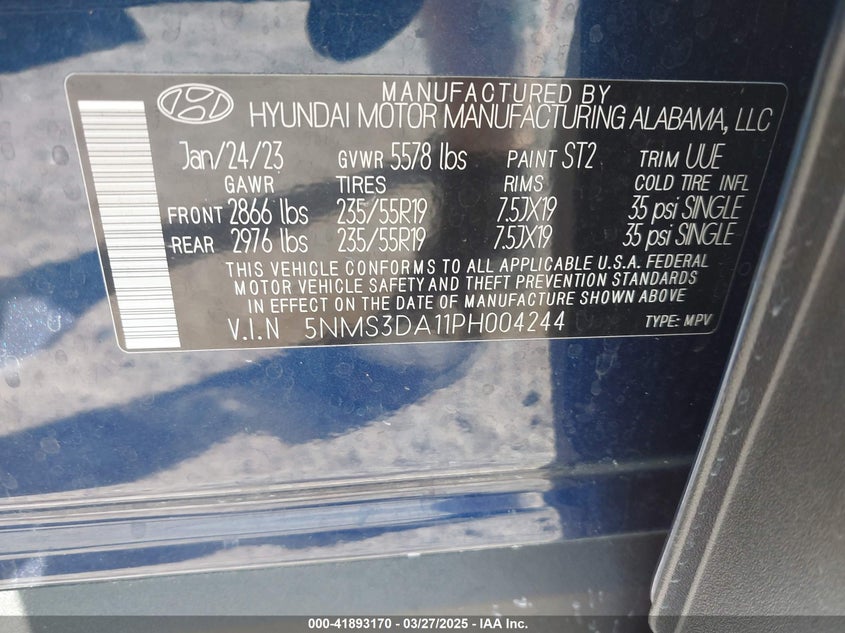 MANUFACTURED BY
HYUNDAI MOTOR MANUFACTURING ALABAMA, LLC
Jan/24/23 GVWR 5578 lbs PAINT ST2 TRIM UUE
GAWR TIRES RIMS COLD TIRE INFL
FRONT 2866 lbs 235/55R19 7.5JX19 35 psi SINGLE
REAR 2976 lbs 235/55R19 7.5JX19 35 psi SINGLE
THIS VEHICLE CONFORMS TO ALL APPLICABLE U.S.A. FEDERAL
MOTOR VEHICLE SAFETY AND THEFT PREVENTION STANDARDS
IN EFFECT ON THE DATE OF MANUFACTURE SHOWN ABOVE
V.I.N 5NMS3DA11PH004244 TYPE: MPV
000-41893170 - 03/27/2025 - IAA Inc.